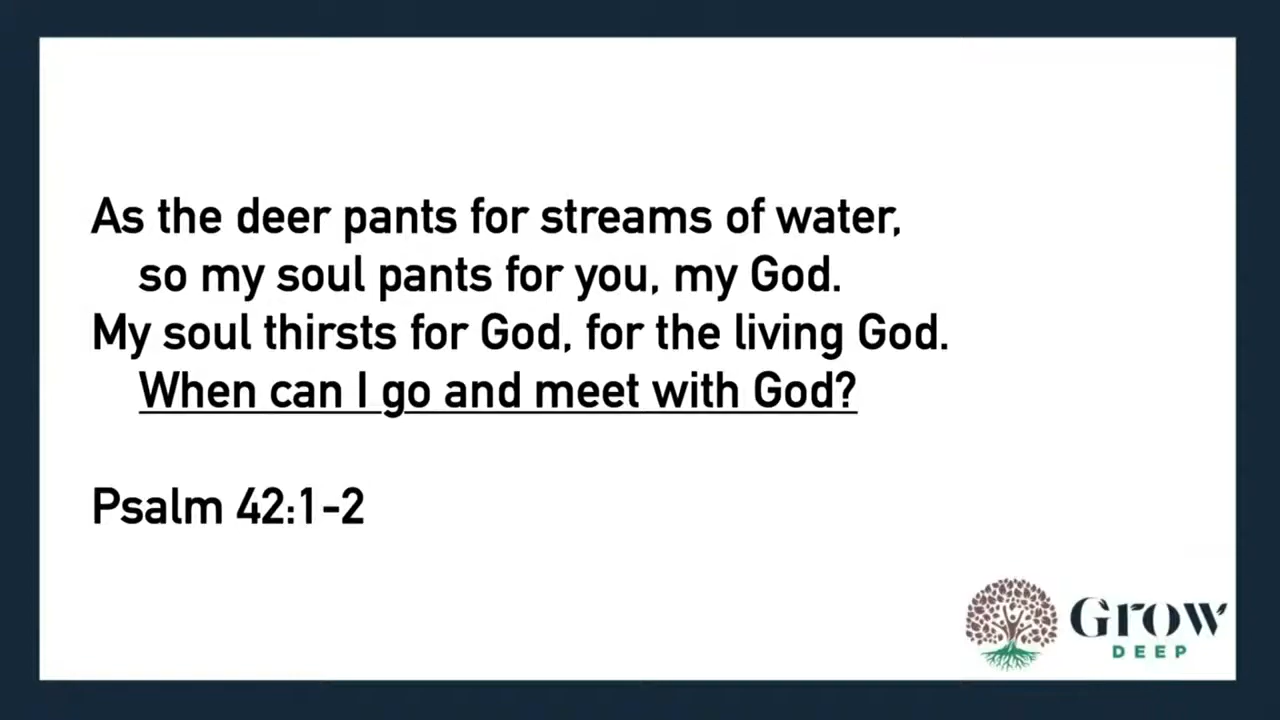 As the deer pants for streams of water,
so my soul pants for you, my God.
My soul thirsts for God, for the living God.
When can I go and meet with God?
Psalm 42:1-2
Grow
DEEP